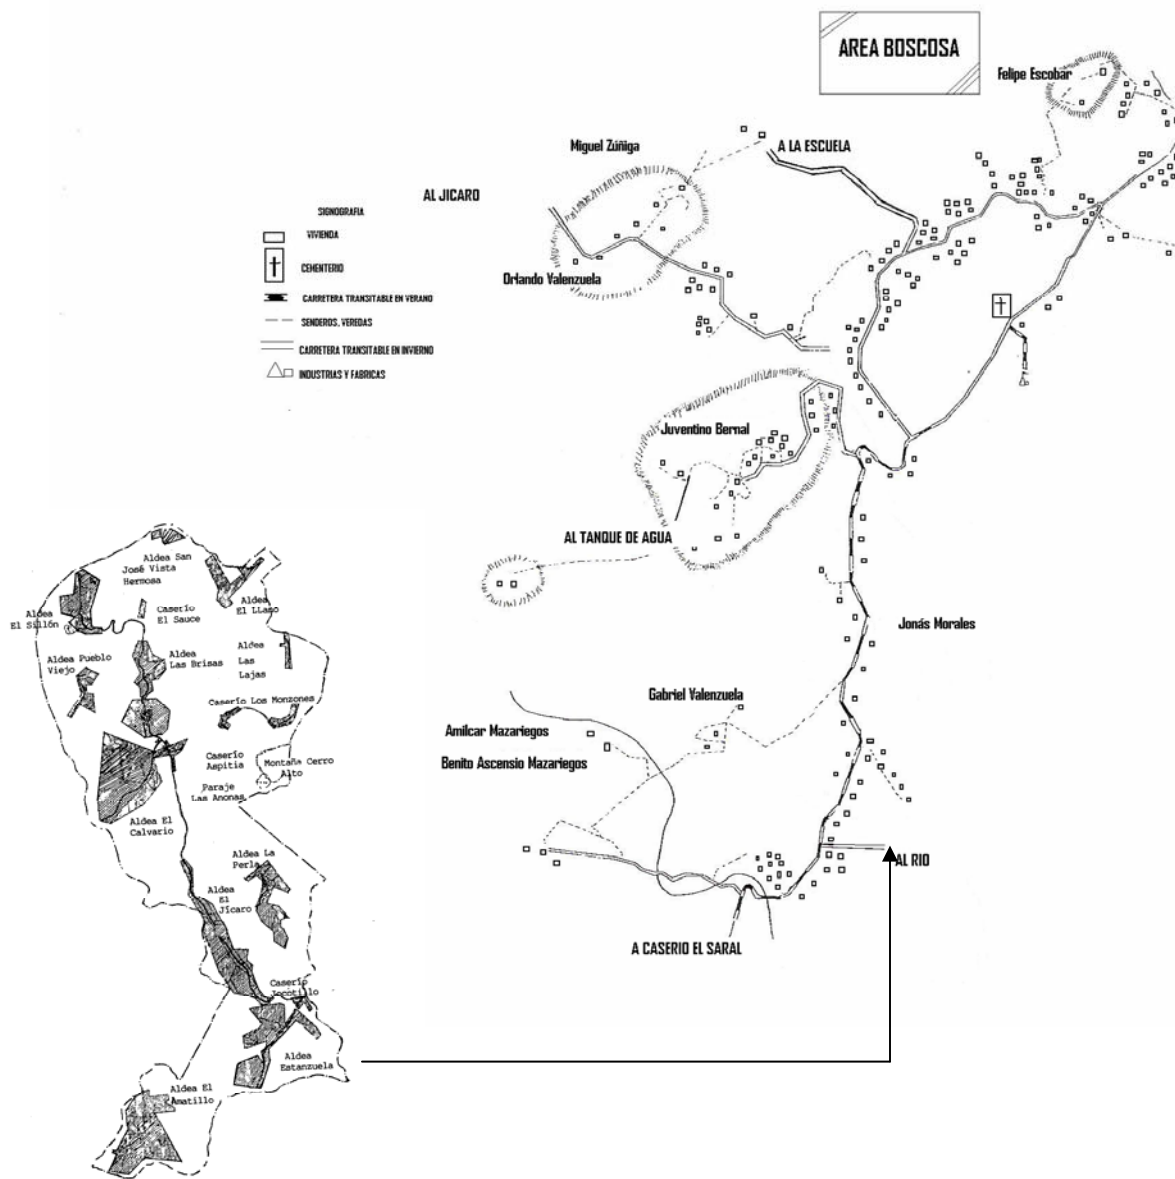 AREA BOSCOSA
Felipe Escobar
Miguel Zúñiga
A LA ESCUELA
AL JICARO
SIGNOGRAFIA
VIVIENDA
CEMENTERIO
CARRETERA TRANSITABLE EN VERANO
SENDEROS, VEREDAS
CARRETERA TRANSITABLE EN INVIERNO
INDUSTRIAS Y FABRICAS
Orlando Valenzuela
Juventino Bernal
AL TANQUE DE AGUA
Jonás Morales
Gabriel Valenzuela
Amilcar Mazariegos
Benito Ascensio Mazariegos
AL RIO
A CASERIO EL SARAL
Aldea San
José Vista
Hermosa
Aldea
El Sillón
Caserío
El Sauce
Aldea
El Llano
Aldea Pueblo
Viejo
Aldea
Las Brisas
Aldea
Las
Lajas
Caserío Los Monzones
Caserío
Aspitia
Montaña Cerro
Alto
Paraje
Las Anonas
Aldea El
Calvario
Aldea La
Perla
Aldea
El
Jícaro
Caserío
Jocotillo
Aldea
Estanzuela
Aldea El
Amatillo